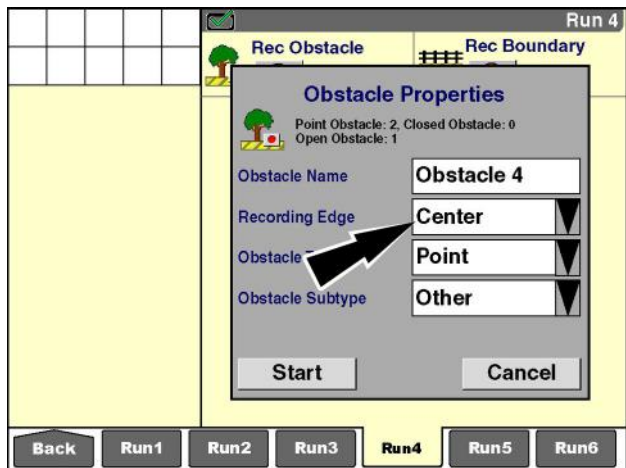 Run 4
Rec Obstacle
Rec Boundary
Obstacle Properties
Point Obstacle: 2, Closed Obstacle: 0
Open Obstacle: 1
Obstacle Name
Obstacle 4
Recording Edge
Center
Obstacle
Point
Obstacle Subtype
Other
Start
Cancel
Back
Run1
Run2
Run3
Run4
Run5
Run6